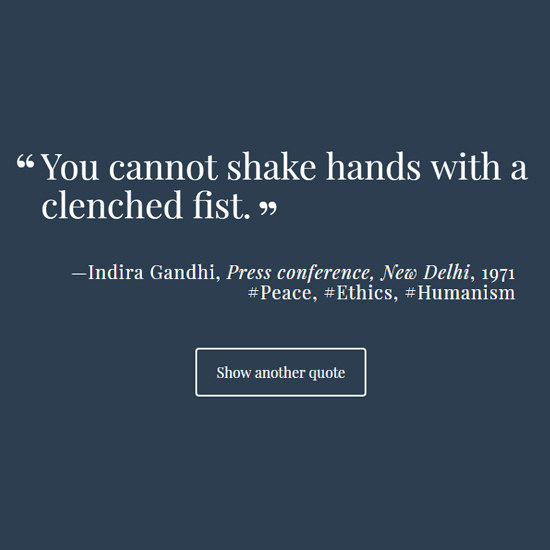 “You cannot shake hands with a
clenched fist.”
—Indira Gandhi, Press conference, New Delhi, 1971
#Peace, #Ethics, #Humanism
Show another quote